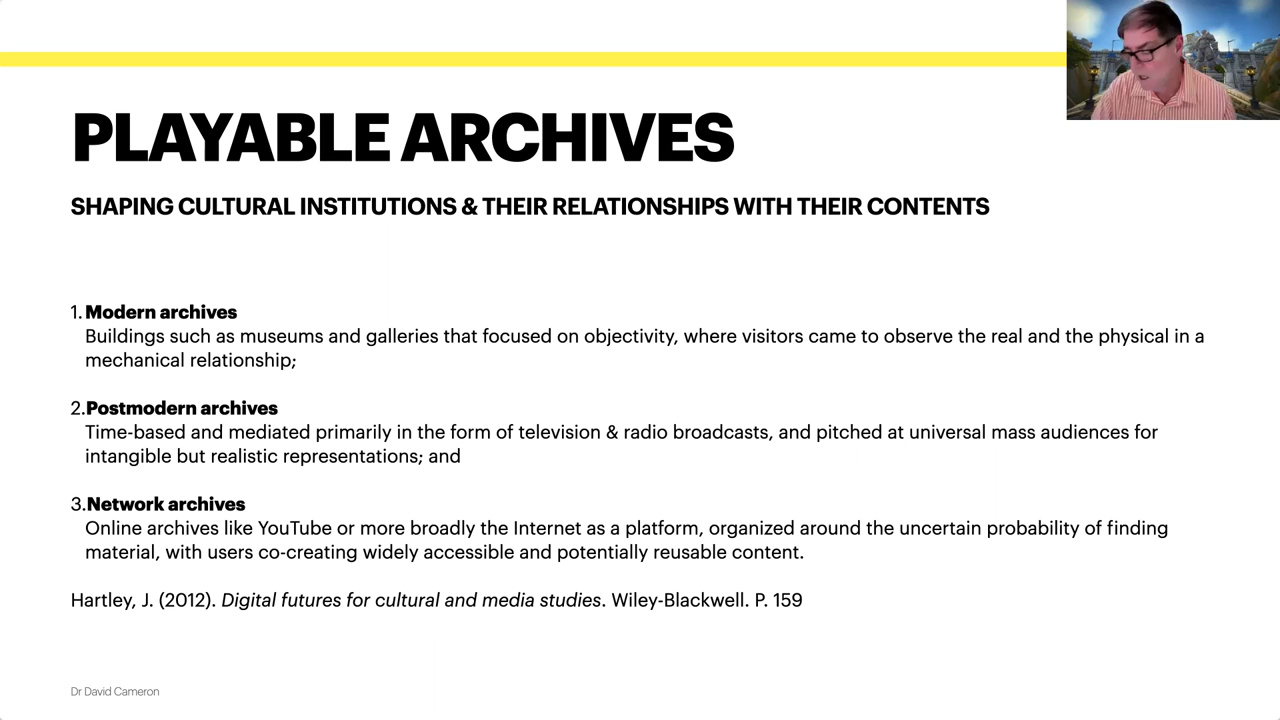 PLAYABLE ARCHIVES
SHAPING CULTURAL INSTITUTIONS & THEIR RELATIONSHIPS WITH THEIR CONTENTS
1. Modern archives
Buildings such as museums and galleries that focused on objectivity, where visitors came to observe the real and the physical in a
mechanical relationship;
2.Postmodern archives
Time-based and mediated primarily in the form of television & radio broadcasts, and pitched at universal mass audiences for
intangible but realistic representations; and
3.Network archives
Online archives like YouTube or more broadly the Internet as a platform, organized around the uncertain probability of finding
material, with users co-creating widely accessible and potentially reusable content.
Hartley, J. (2012). Digital futures for cultural and media studies. Wiley-Blackwell. P. 159
Dr David Cameron